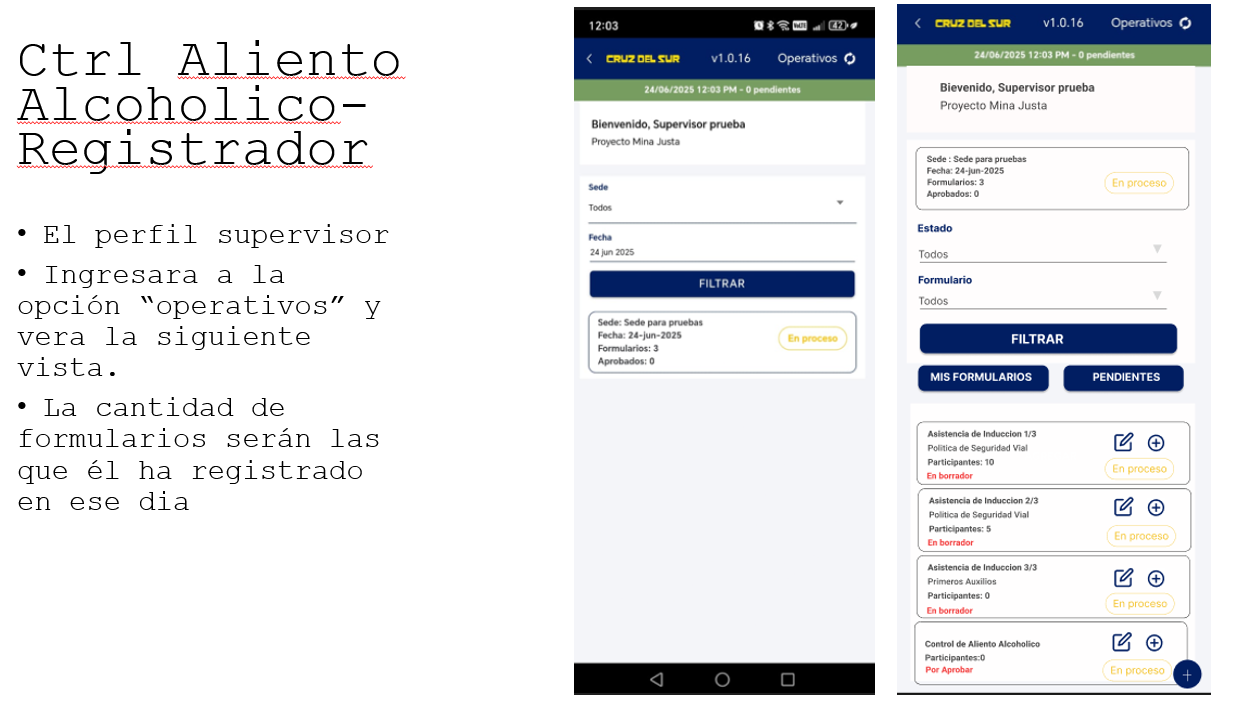 Ctrl Aliento
Alcoholico-
Registrador
• El perfil supervisor
• Ingresara a la
opción “operativos” y
vera la siguiente
vista.
• La cantidad de
formularios serán las
que él ha registrado
en ese dia
12:03
42
CRUZ DEL SUR v1.0.16 Operativos
24/06/2025 12:03 PM - 0 pendientes
Bienvenido, Supervisor prueba
Proyecto Mina Justa
Sede
Todos
Fecha
24 jun 2025
FILTRAR
Sede: Sede para pruebas
Fecha: 24-jun-2025
Formularios: 3
Aprobados: 0
En proceso
CRUZ DEL SUR v1.0.16 Operativos
24/06/2025 12:03 PM - 0 pendientes
Bievenido, Supervisor prueba
Proyecto Mina Justa
Sede : Sede para pruebas
Fecha: 24-jun-2025
Formularios: 3
Aprobados: 0
En proceso
Estado
Todos
Formulario
Todos
FILTRAR
MIS FORMULARIOS PENDIENTES
Asistencia de Induccion 1/3
Politica de Seguridad Vial
Participantes: 10
En borrador
En proceso
Asistencia de Induccion 2/3
Politica de Seguridad Vial
Participantes: 5
En borrador
En proceso
Asistencia de Induccion 3/3
Primeros Auxilios
Participantes: 0
En borrador
En proceso
Control de Aliento Alcoholico
Participantes:0
Por Aprobar
En proceso
+